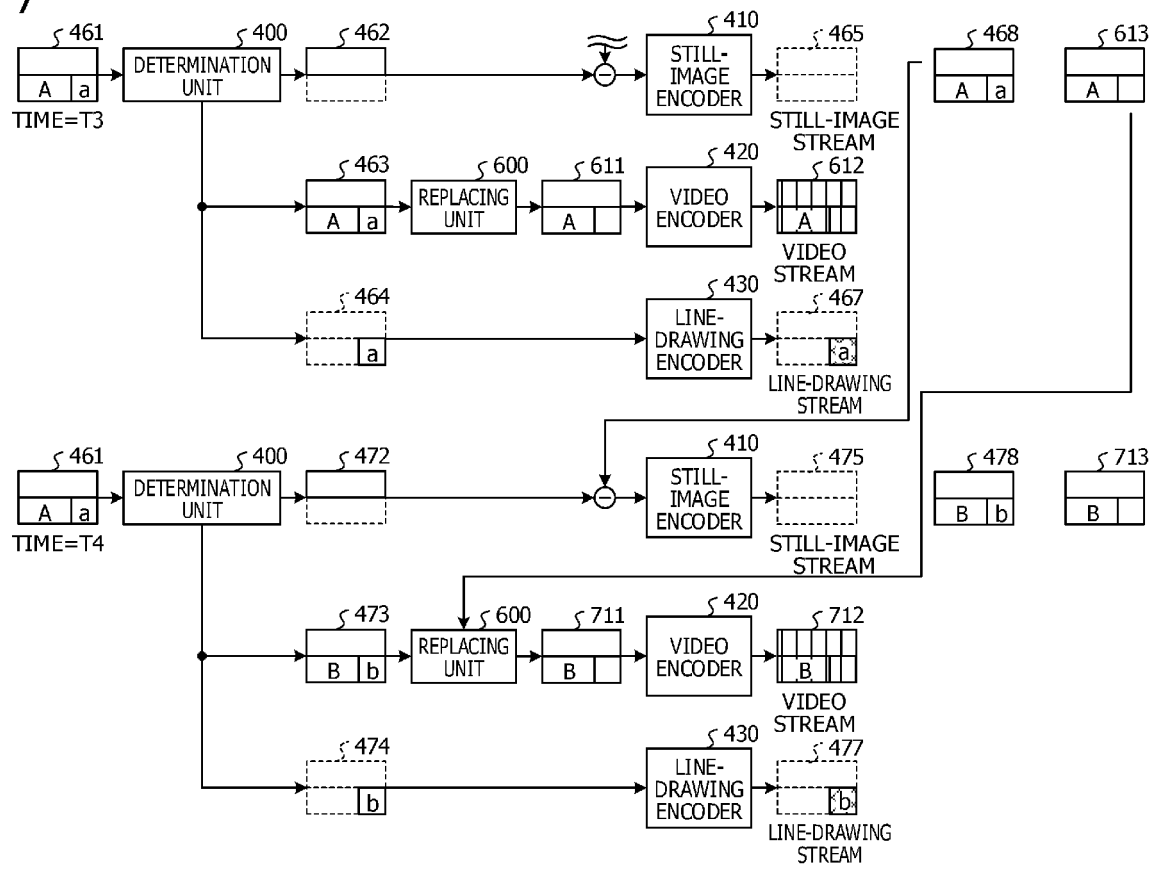 7
461
400
462
410
465
468
613
DETERMINATION
UNIT
STILL-
IMAGE
ENCODER
A a
A a
A
TIME=T3
STILL-IMAGE
STREAM
463
600
611
420
612
A a
REPLACING
UNIT
A
VIDEO
ENCODER
A
VIDEO
STREAM
464
430
467
a
LINE-
DRAWING
ENCODER
a
LINE-DRAWING
STREAM
461
400
472
410
475
478
713
DETERMINATION
UNIT
STILL-
IMAGE
ENCODER
A a
B b
B
TIME=T4
STILL-IMAGE
STREAM
473
600
711
420
712
B b
REPLACING
UNIT
B
VIDEO
ENCODER
B
VIDEO
STREAM
474
430
477
b
LINE-
DRAWING
ENCODER
b
LINE-DRAWING
STREAM